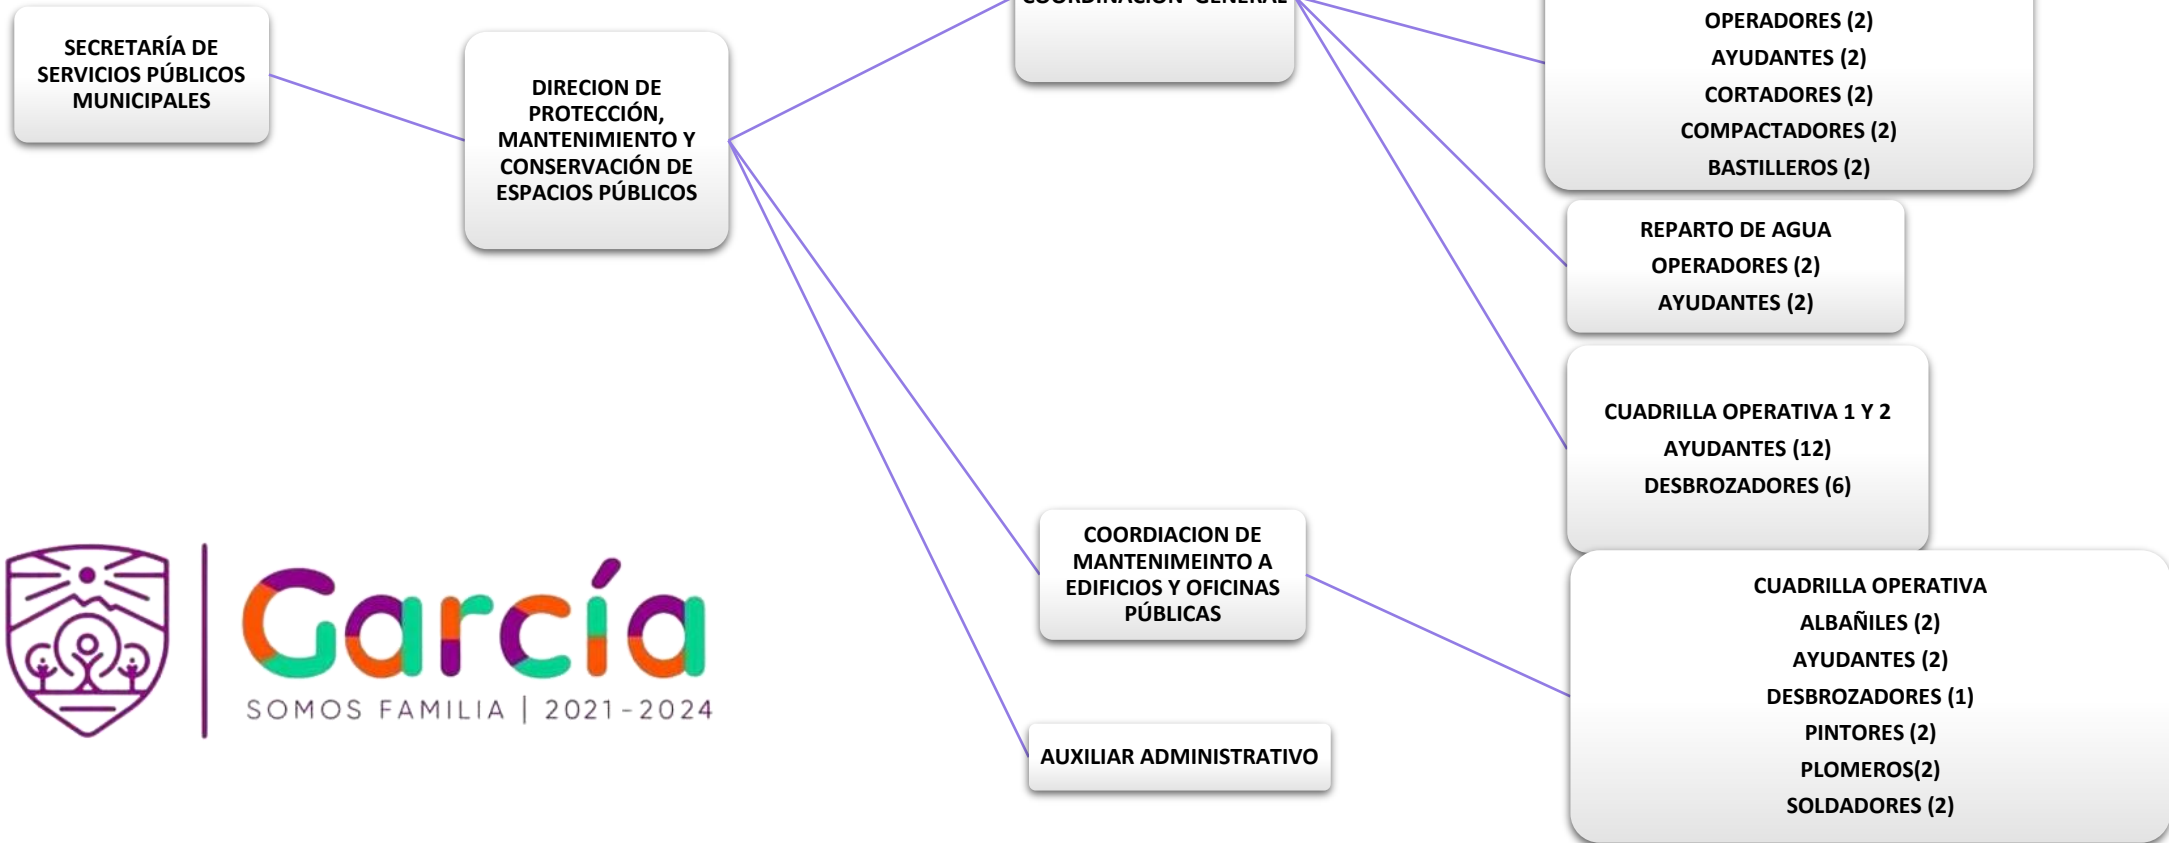 SECRETARÍA DE
SERVICIOS PÚBLICOS
MUNICIPALES
DIRECION DE
PROTECCIÓN,
MANTENIMIENTO Y
CONSERVACIÓN DE
ESPACIOS PÚBLICOS
COORDINACION GENERAL
OPERADORES (2)
AYUDANTES (2)
CORTADORES (2)
COMPACTADORES (2)
BASTILLEROS (2)
REPARTO DE AGUA
OPERADORES (2)
AYUDANTES (2)
CUADRILLA OPERATIVA 1 Y 2
AYUDANTES (12)
DESBROZADORES (6)
COORDIACION DE
MANTENIMEINTO A
EDIFICIOS Y OFICINAS
PÚBLICAS
CUADRILLA OPERATIVA
ALBAÑILES (2)
AYUDANTES (2)
DESBROZADORES (1)
PINTORES (2)
PLOMEROS(2)
SOLDADORES (2)
AUXILIAR ADMINISTRATIVO
García
SOMOS FAMILIA | 2021-2024